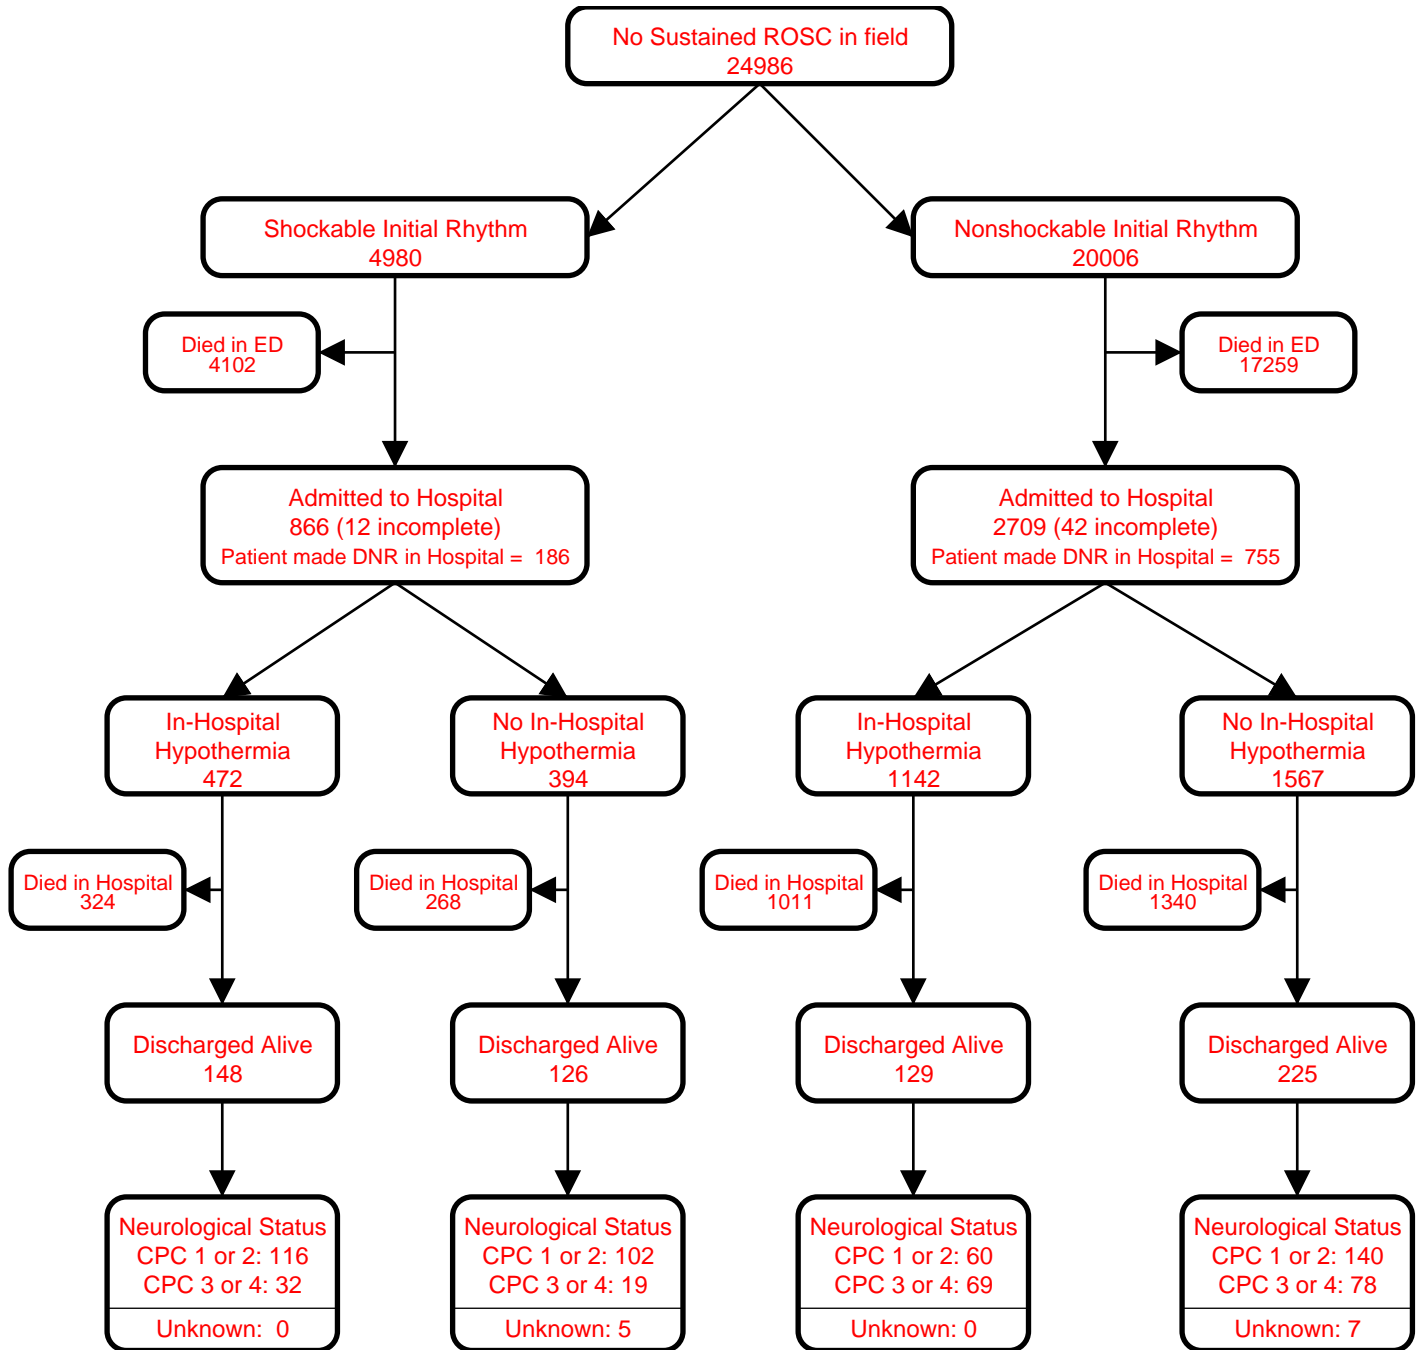 No Sustained ROSC in field
24986
Shockable Initial Rhythm
4980
Nonshockable Initial Rhythm
20006
Died in ED
4102
Died in ED
17259
Admitted to Hospital
866 (12 incomplete)
Patient made DNR in Hospital = 186
Admitted to Hospital
2709 (42 incomplete)
Patient made DNR in Hospital = 755
In-Hospital
Hypothermia
472
No In-Hospital
Hypothermia
394
In-Hospital
Hypothermia
1142
No In-Hospital
Hypothermia
1567
Died in Hospital
324
Died in Hospital
268
Died in Hospital
1011
Died in Hospital
1340
Discharged Alive
148
Discharged Alive
126
Discharged Alive
129
Discharged Alive
225
Neurological Status
CPC 1 or 2: 116
CPC 3 or 4: 32
Unknown: 0
Neurological Status
CPC 1 or 2: 102
CPC 3 or 4: 19
Unknown: 5
Neurological Status
CPC 1 or 2: 60
CPC 3 or 4: 69
Unknown: 0
Neurological Status
CPC 1 or 2: 140
CPC 3 or 4: 78
Unknown: 7